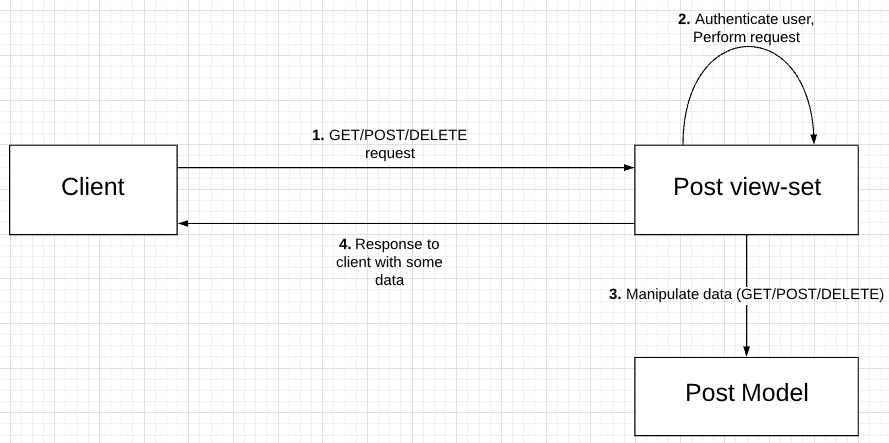 2. Authenticate user,
Perform request
1. GET/POST/DELETE
request
Client
Post view-set
4. Response to
client with some
data
3. Manipulate data (GET/POST/DELETE)
Post Model